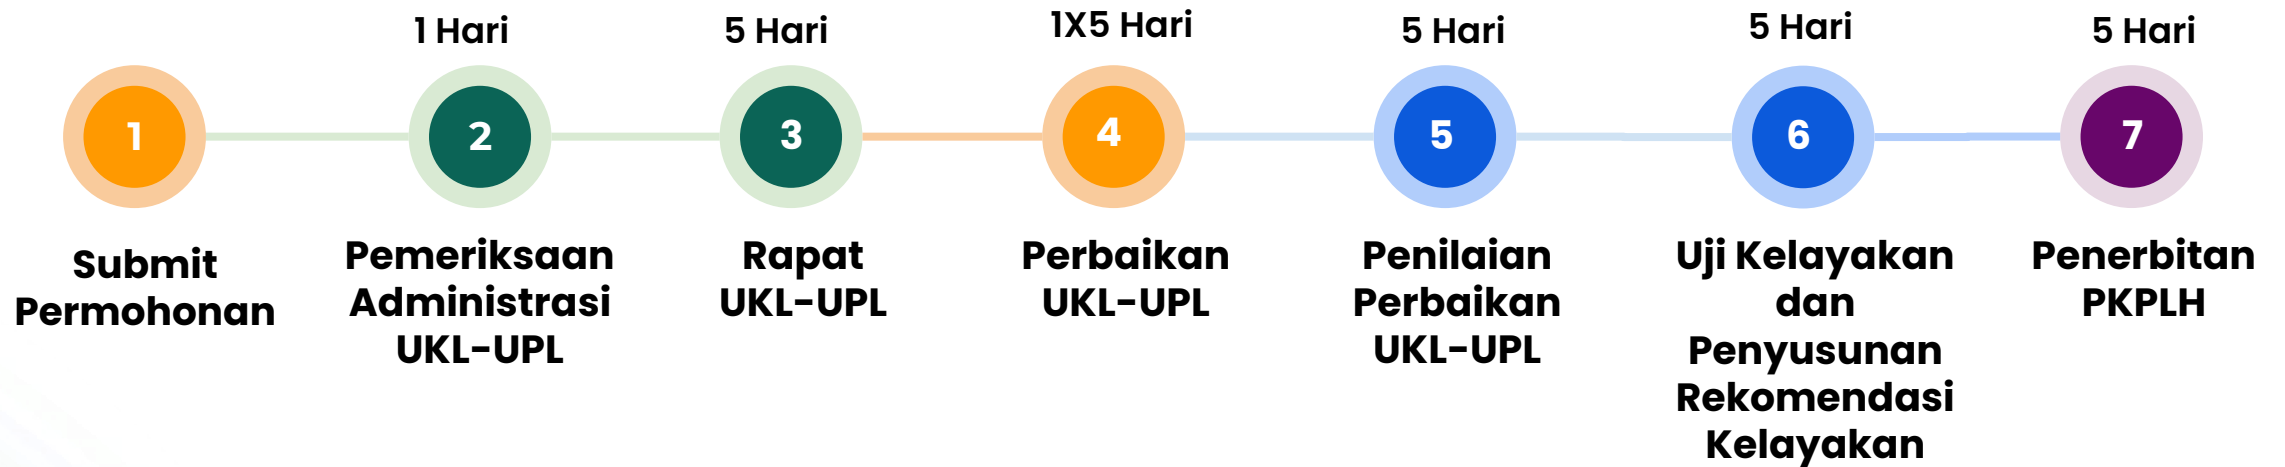 1 Hari
5 Hari
1X5 Hari
5 Hari
5 Hari
5 Hari
1
2
3
4
5
6
7
Submit
Permohonan
Pemeriksaan
Administrasi
UKL-UPL
Rapat
UKL-UPL
Perbaikan
UKL-UPL
Penilaian
Perbaikan
UKL-UPL
Uji Kelayakan
dan
Penyusunan
Rekomendasi
Kelayakan
Penerbitan
PKPLH